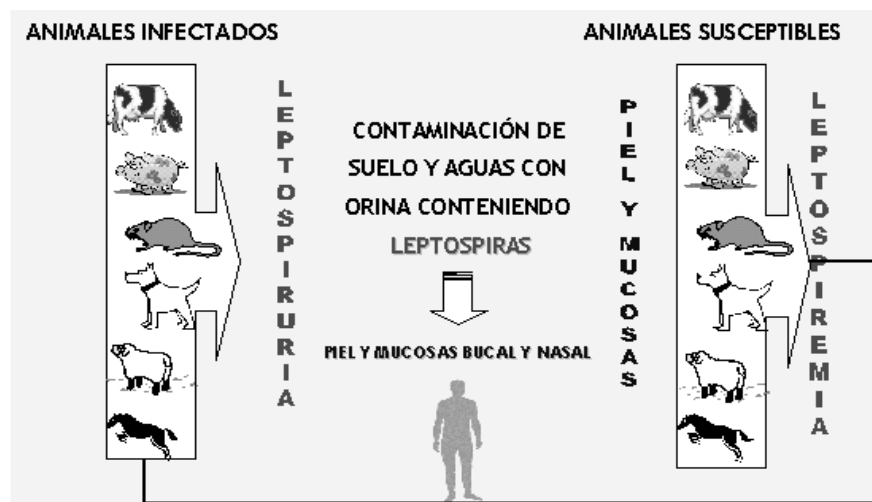 ANIMALES INFECTADOS
LEPTOSPIRURIA
CONTAMINACIÓN DE
SUELO Y AGUAS CON
ORINA CONTENIENDO
LEPTOSPIRAS
PIEL Y MUCOSAS BUCAL Y NASAL
ANIMALES SUSCEPTIBLES
PIEL Y MUCOSAS
LEPTOSPIREMIA